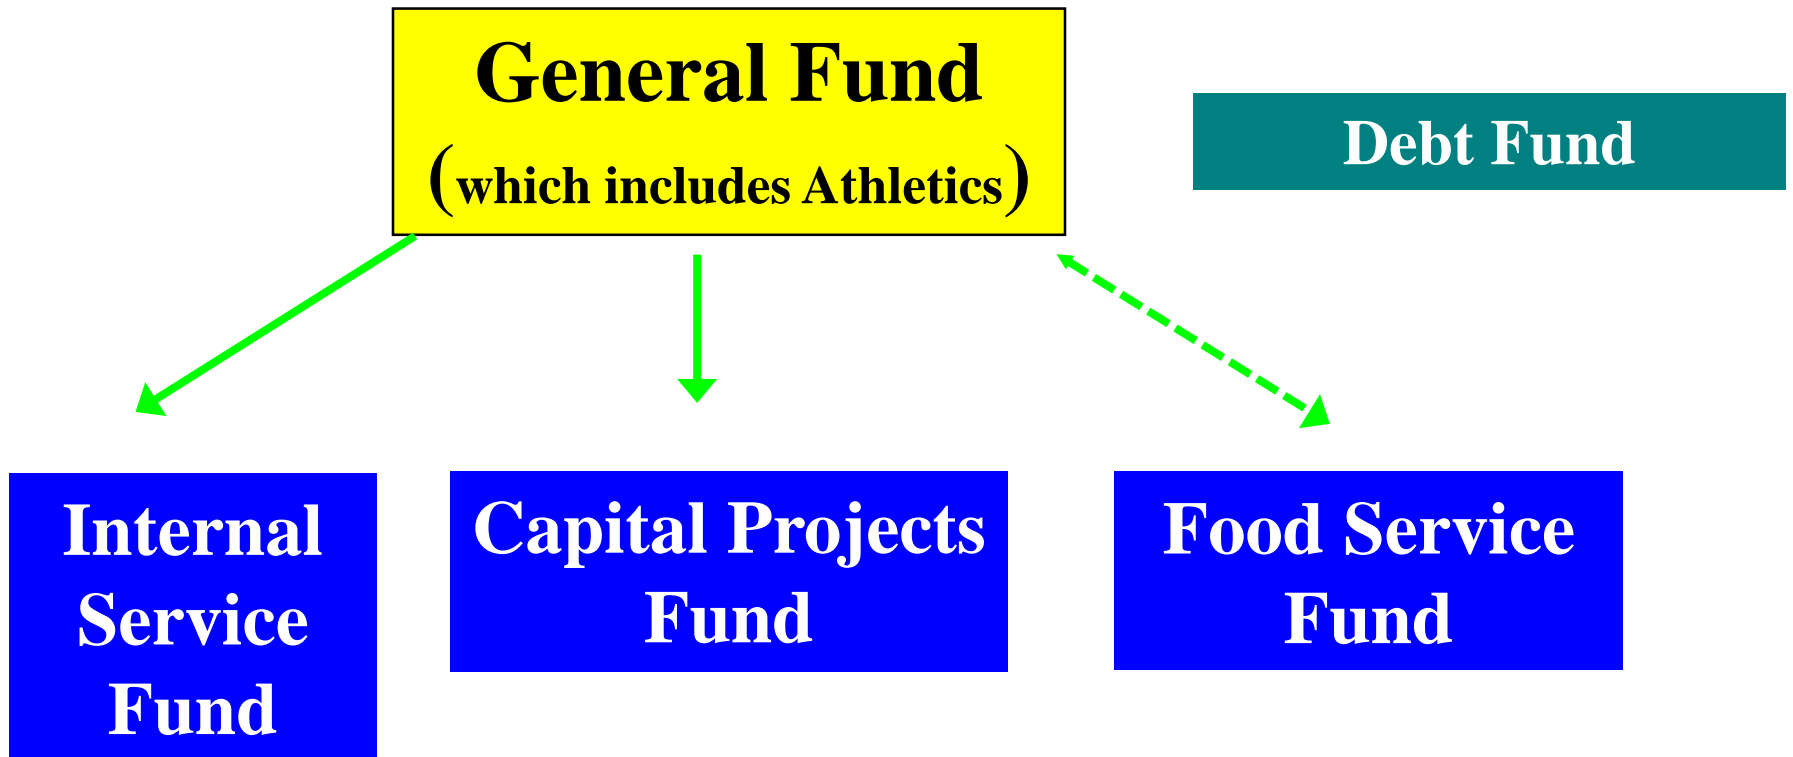 General Fund
(which includes Athletics)
Debt Fund
Internal
Service
Fund
Capital Projects
Fund
Food Service
Fund